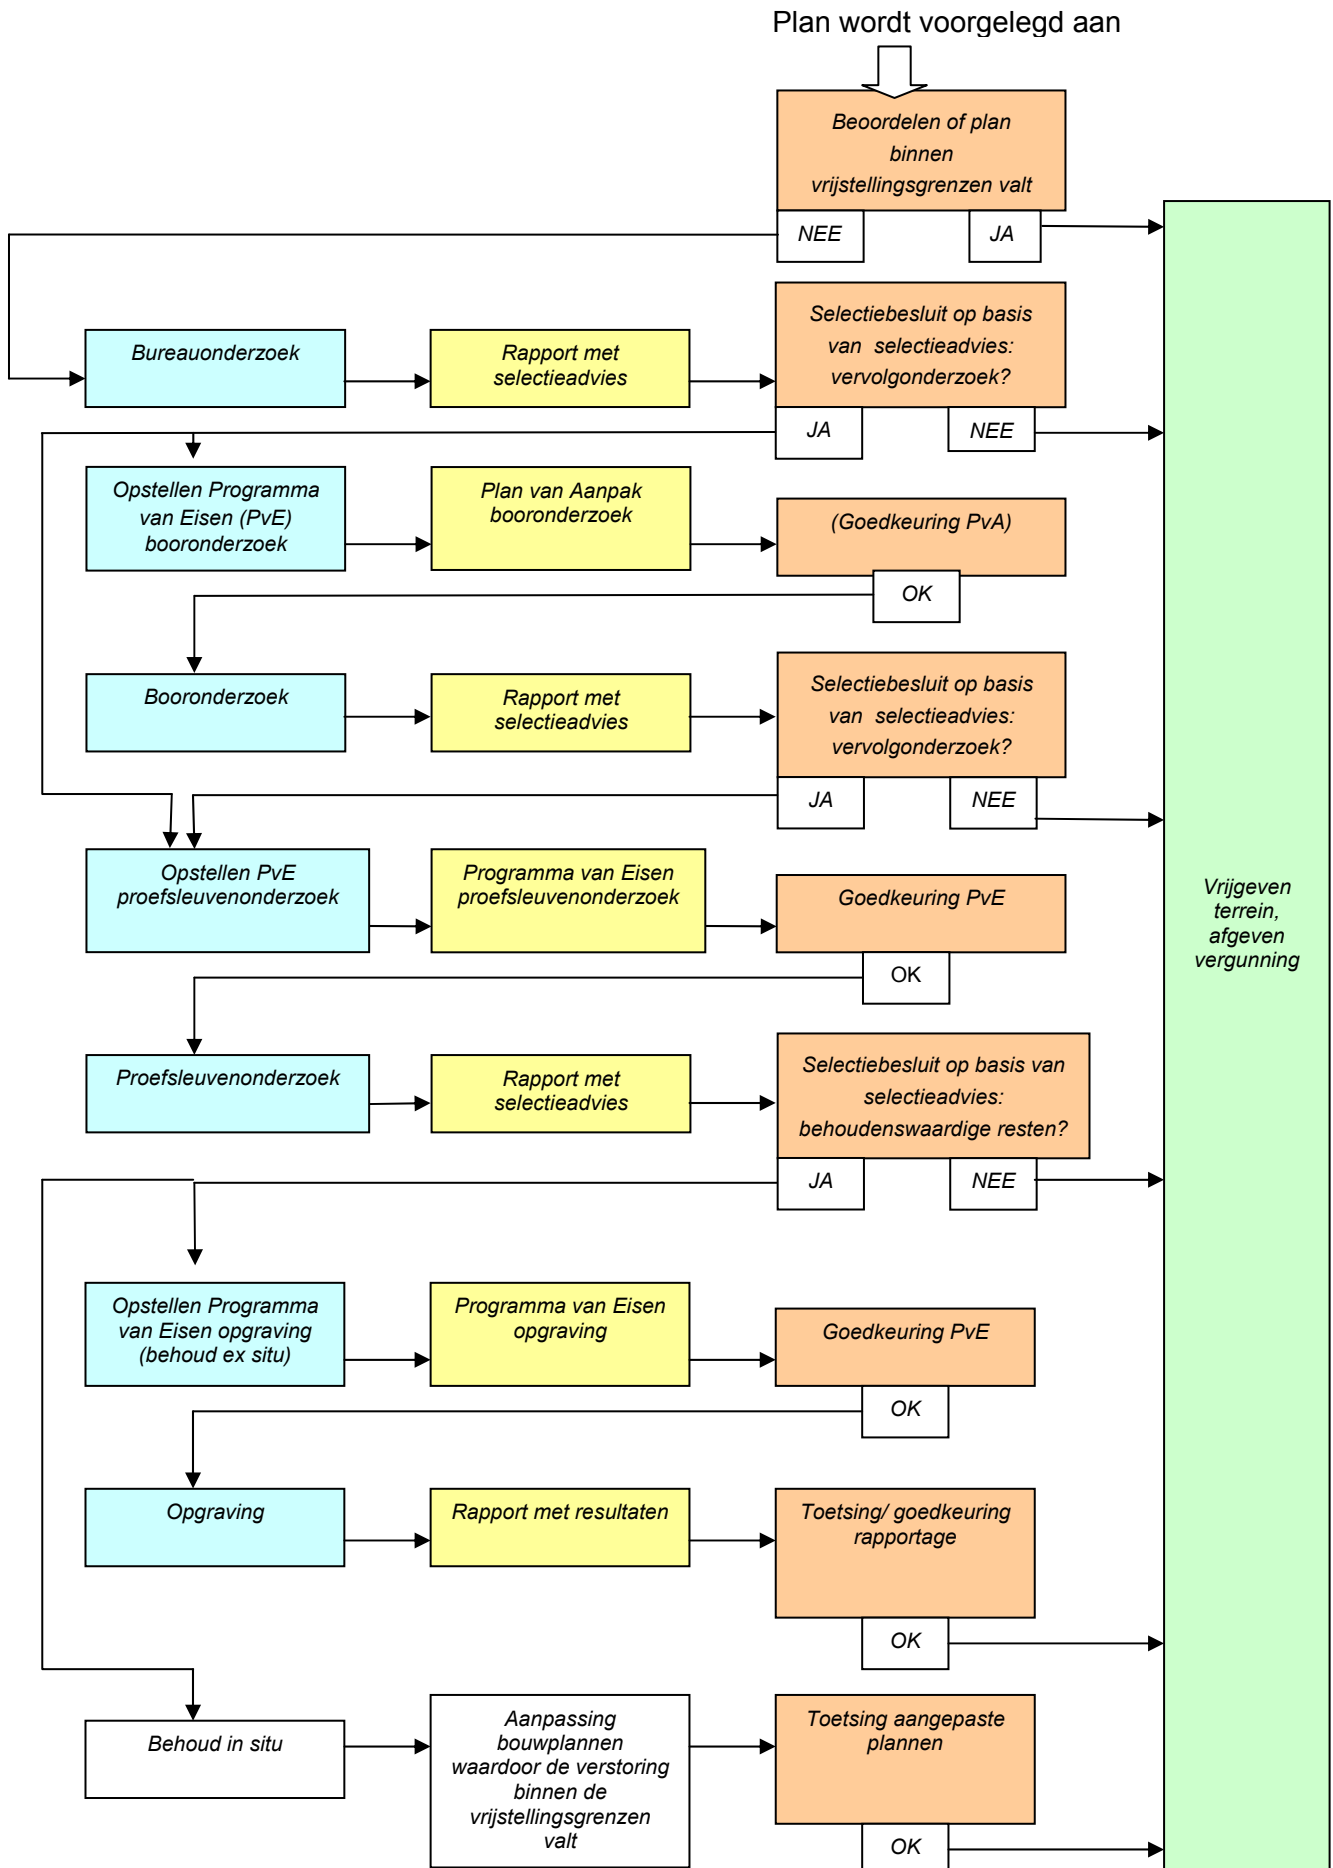 Plan wordt voorgelegd aan
Beoordelen of plan
binnen
vrijstellingsgrenzen valt
NEE
JA
Bureauonderzoek
Rapport met
selectieadvies
Selectiebesluit op basis
van selectieadvies:
vervolgonderzoek?
JA
NEE
Opstellen Programma
van Eisen (PvE)
booronderzoek
Plan van Aanpak
booronderzoek
(Goedkeuring PvA)
OK
Booronderzoek
Rapport met
selectieadvies
Selectiebesluit op basis
van selectieadvies:
vervolgonderzoek?
JA
NEE
Opstellen PvE
proefsleuvenonderzoek
Programma van Eisen
proefsleuvenonderzoek
Goedkeuring PvE
OK
Vrijgeven
terrein,
afgeven
vergunning
Proefsleuvenonderzoek
Rapport met
selectieadvies
Selectiebesluit op basis van
selectieadvies:
behoudenswaardige resten?
JA
NEE
Opstellen Programma
van Eisen opgraving
(behoud ex situ)
Programma van Eisen
opgraving
Goedkeuring PvE
OK
Opgraving
Rapport met resultaten
Toetsing/ goedkeuring
rapportage
OK
Behoud in situ
Aanpassing
bouwplannen
waardoor de verstoring
binnen de
vrijstellingsgrenzen
valt
Toetsing aangepaste
plannen
OK